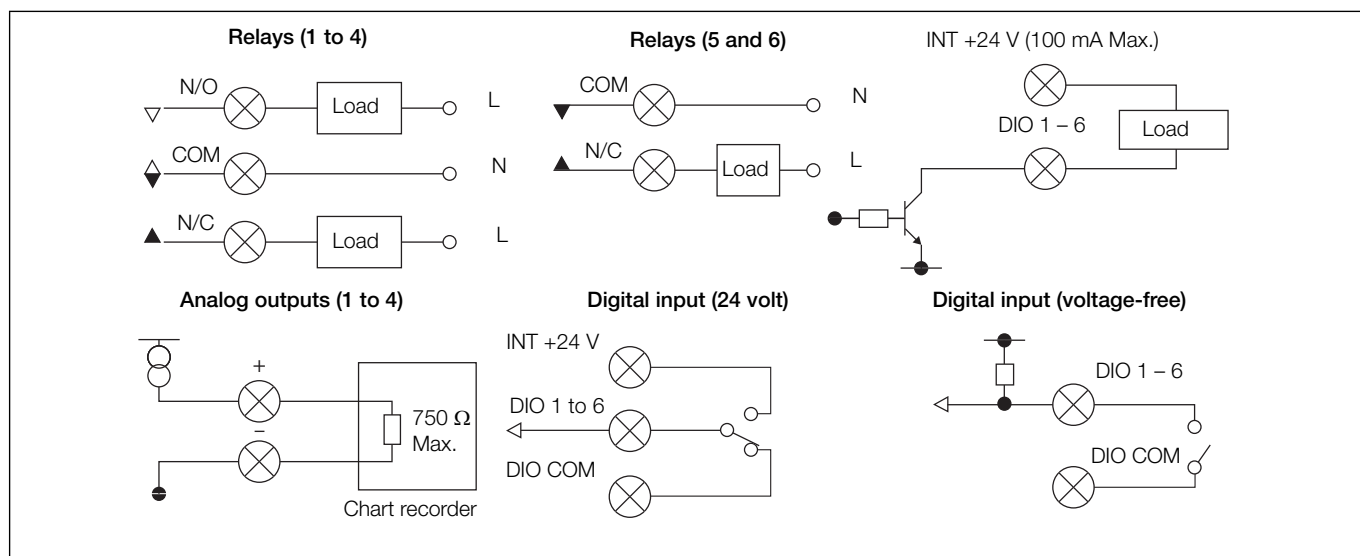 Relays (1 to 4)
N/O
Load
L
COM
N
N/C
Load
L
Relays (5 and 6)
COM
N
N/C
Load
L
INT +24 V (100 mA Max.)
DIO 1 – 6
Load
Analog outputs (1 to 4)
+
–
750 Ω
Max.
Chart recorder
Digital input (24 volt)
INT +24 V
DIO 1 to 6
DIO COM
Digital input (voltage-free)
DIO 1 – 6
DIO COM